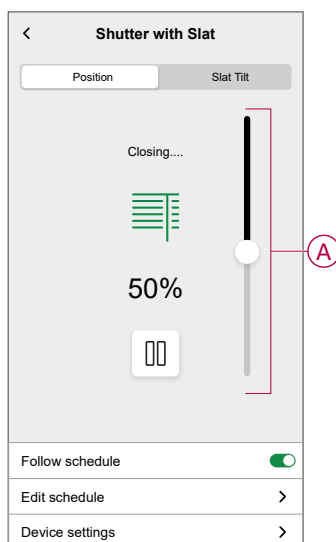 Shutter with Slat
Position Slat Tilt
Closing....
A
50%
Follow schedule
Edit schedule
Device settings